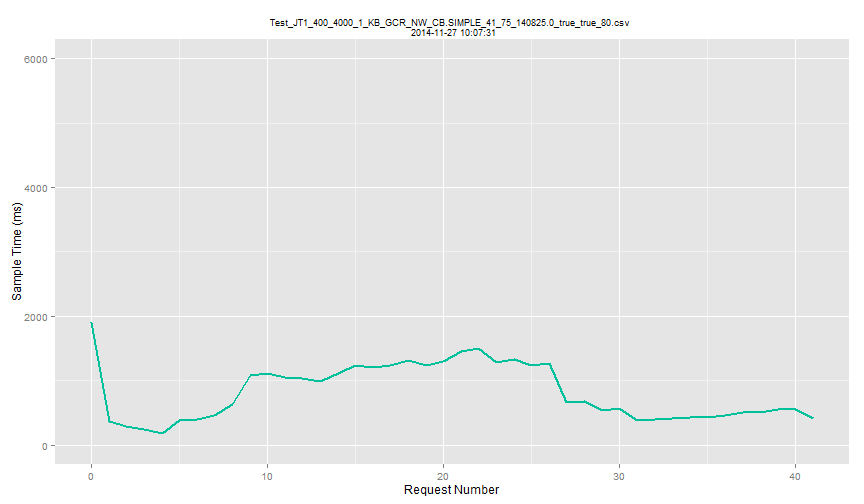 Test_JT1_400_4000_1_KB_GCR_NW_CB.SIMPLE_41_75_140825.0_true_true_80.csv
2014-11-27 10:07:31
6000
4000
2000
0
Sample Time (ms)
0 10 20 30 40
Request Number